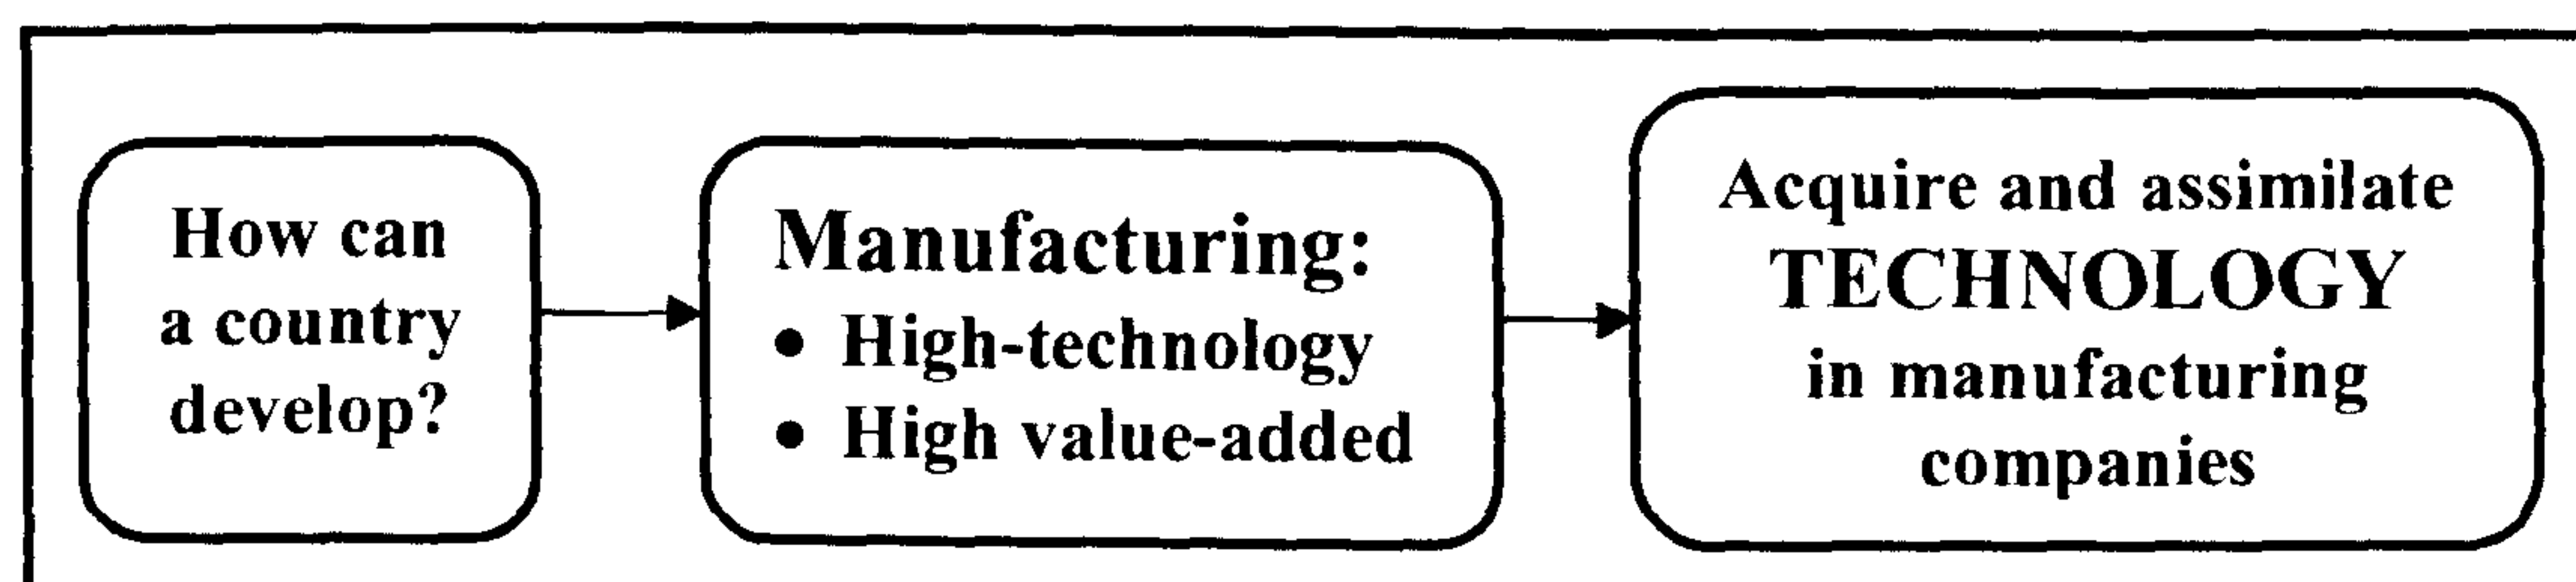 How can
a country
develop?
Manufacturing:
• High-technology
• High value-added
Acquire and assimilate
TECHNOLOGY
in manufacturing
companies